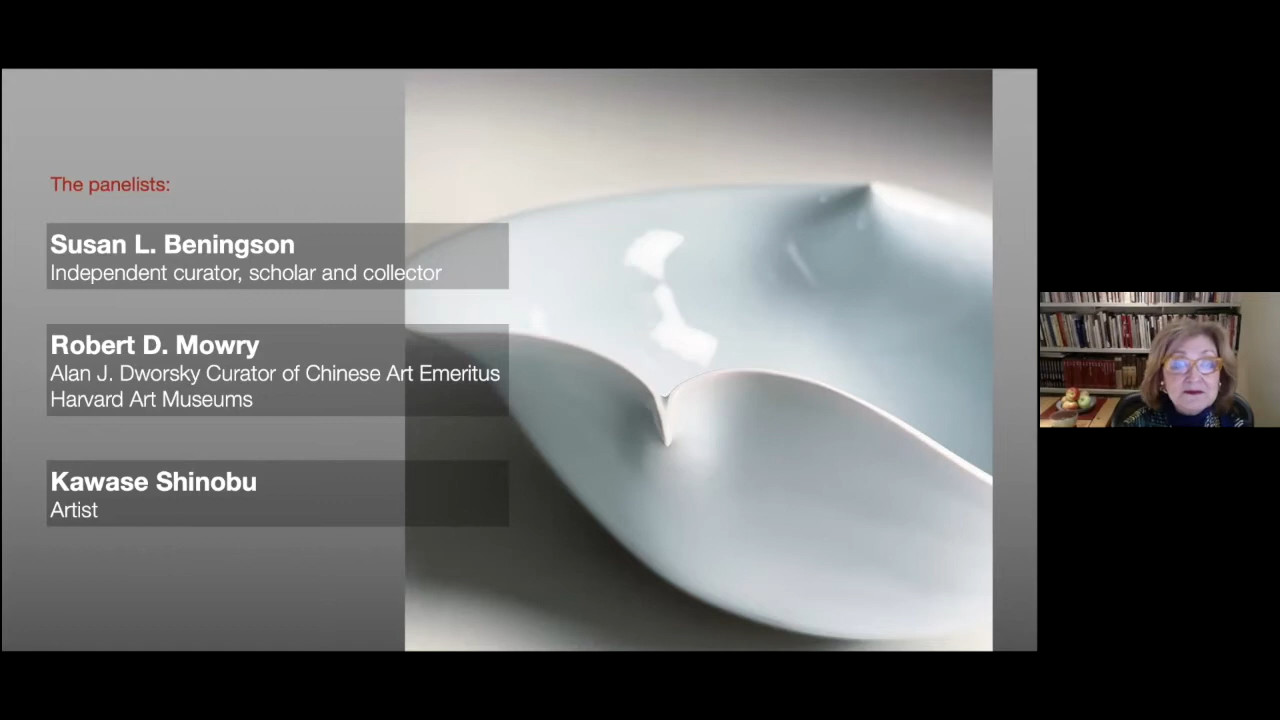 The panelists:
Susan L. Beningson
Independent curator, scholar and collector
Robert D. Mowry
Alan J. Dworsky Curator of Chinese Art Emeritus
Harvard Art Museums
Kawase Shinobu
Artist